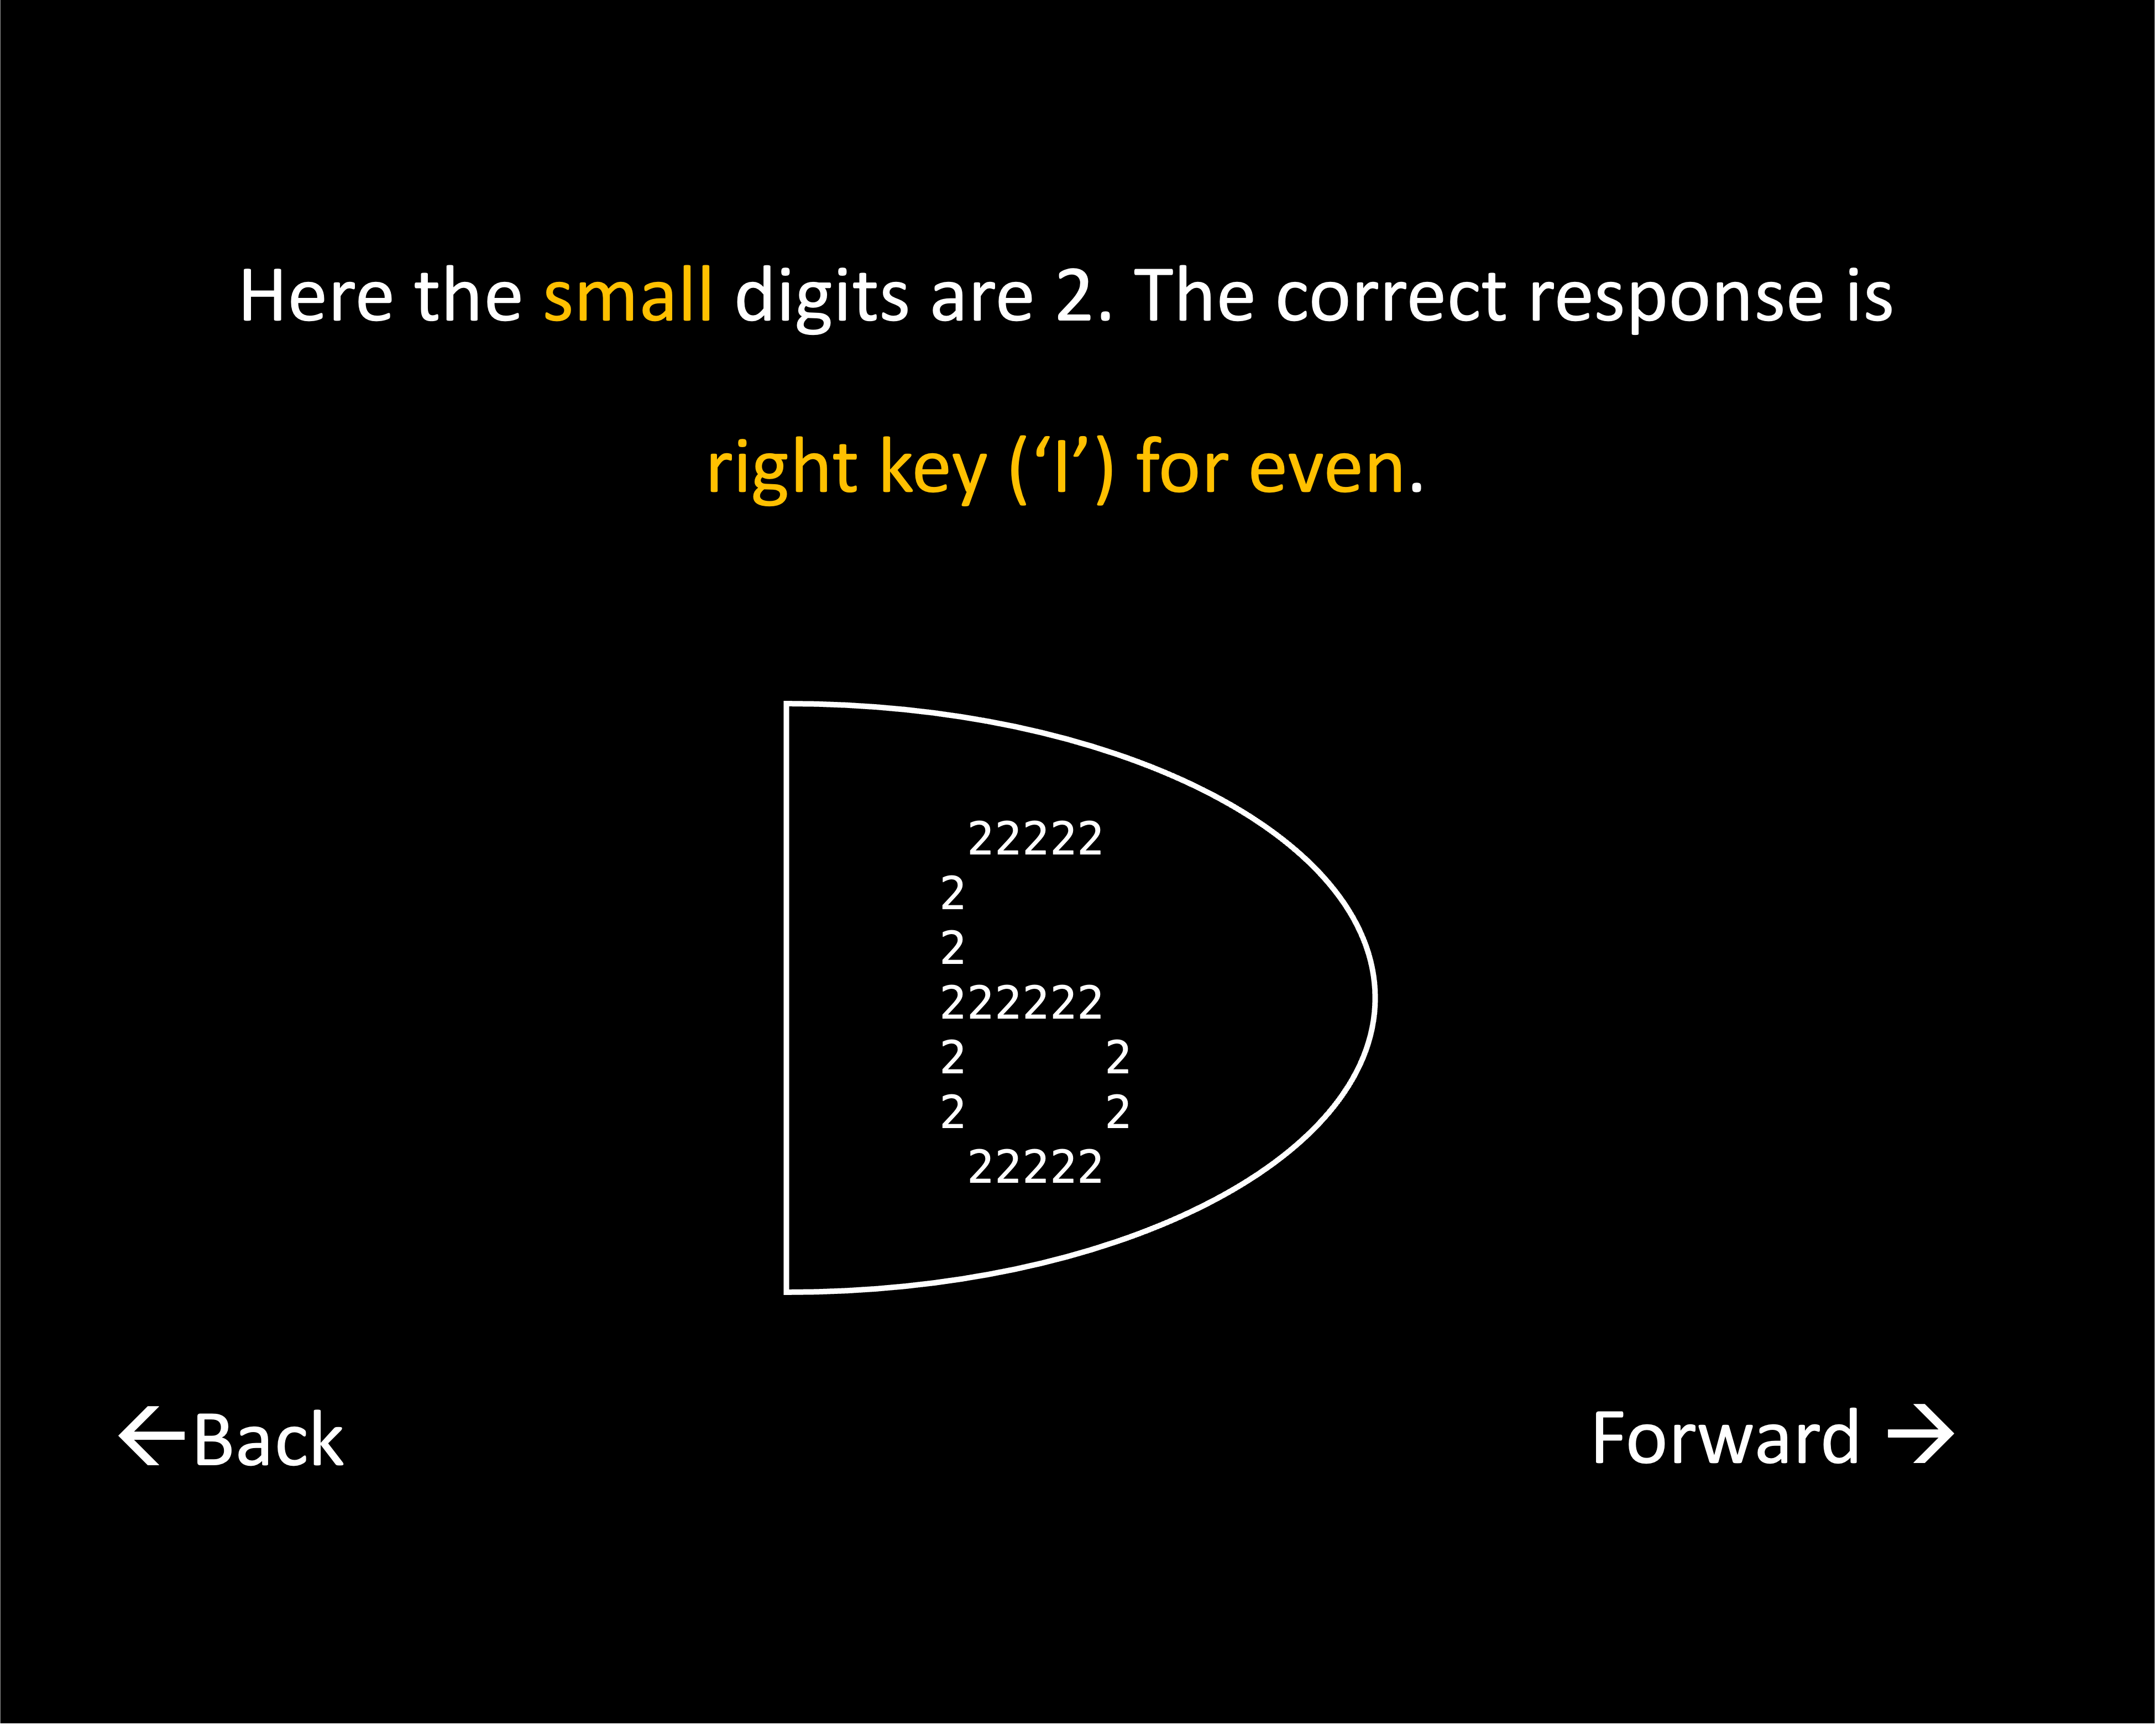 Here the small digits are 2. The correct response is
right key (‘I’) for even.
22222
2
2
222222
2 2
2 2
22222
←Back
Forward →